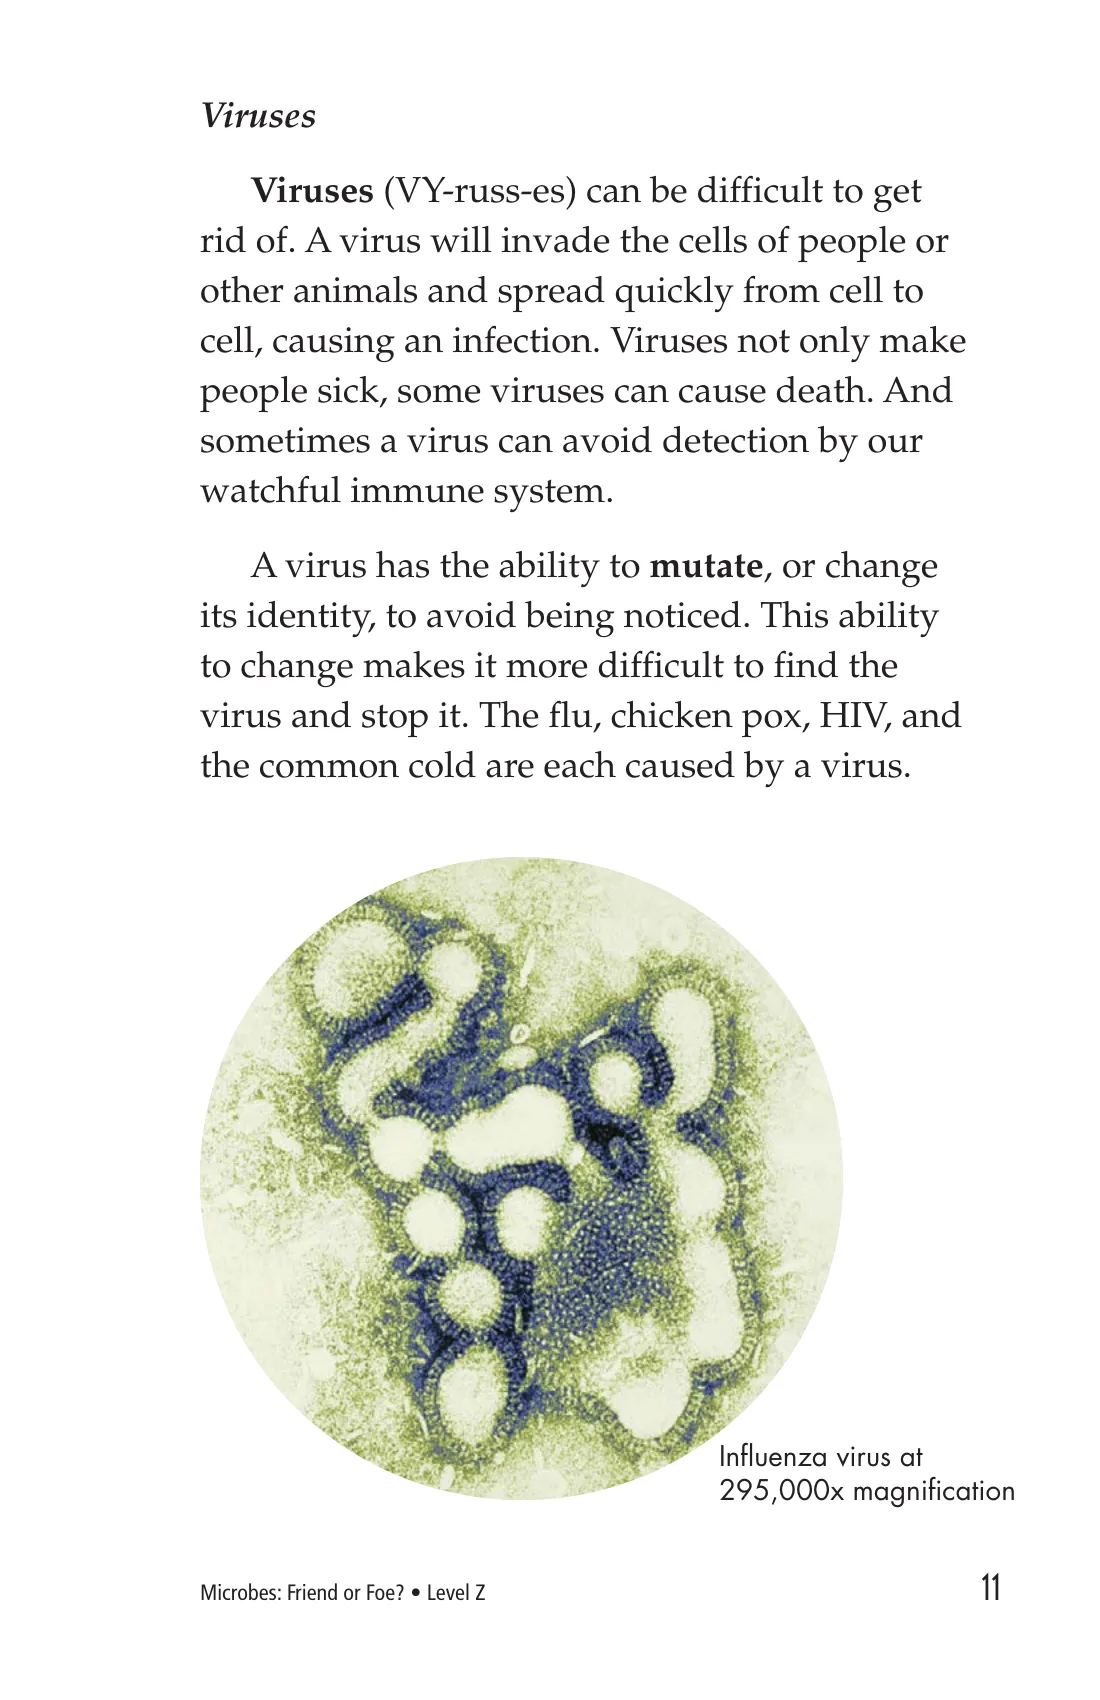 Viruses
Viruses (VY-russ-es) can be difficult to get
rid of. A virus will invade the cells of people or
other animals and spread quickly from cell to
cell, causing an infection. Viruses not only make
people sick, some viruses can cause death. And
sometimes a virus can avoid detection by our
watchful immune system.
A virus has the ability to mutate, or change
its identity, to avoid being noticed. This ability
to change makes it more difficult to find the
virus and stop it. The flu, chicken pox, HIV, and
the common cold are each caused by a virus.
Influenza virus at
295,000x magnification
Microbes: Friend or Foe? • Level Z
11